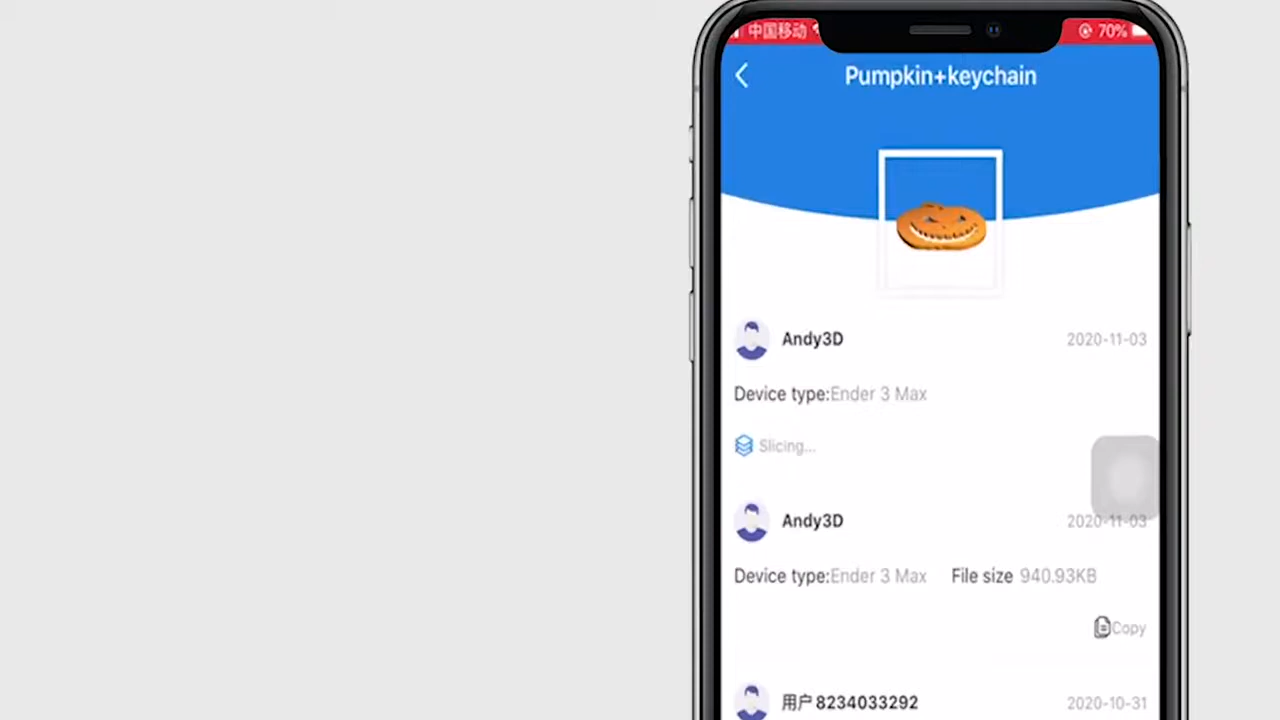 中国移动 70%
Pumpkin+keychain
Andy3D 2020-11-03
Device type:Ender 3 Max
Slicing...
Andy3D 2020-11-03
Device type:Ender 3 Max File size 940.93KB
Copy
用户8234033292 2020-10-31